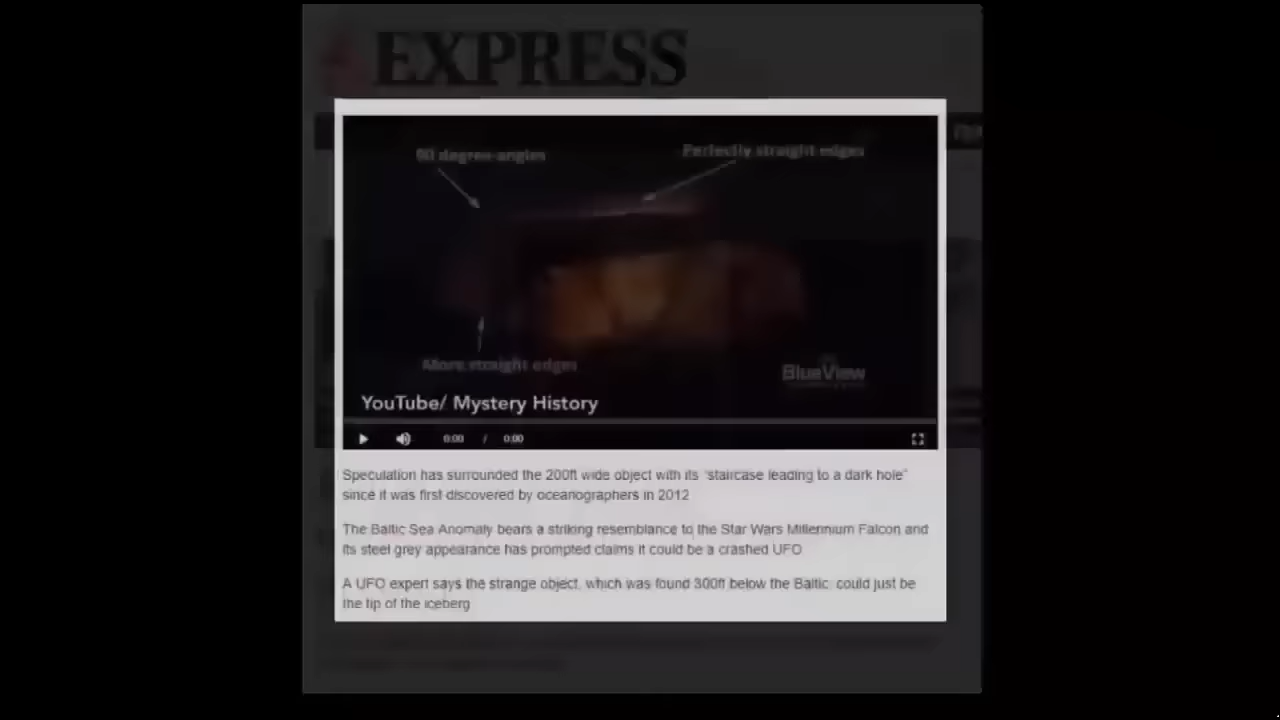 EXPRESS
90 degree angles
Perfectly straight edges
More straight edges
BlueView
YouTube/ Mystery History
0:00 / 0:00
Speculation has surrounded the 200ft wide object with its "staircase leading to a dark hole"
since it was first discovered by oceanographers in 2012
The Baltic Sea Anomaly bears a striking resemblance to the Star Wars Millennium Falcon and
its steel grey appearance has prompted claims it could be a crashed UFO
A UFO expert says the strange object, which was found 300ft below the Baltic, could just be
the tip of the iceberg